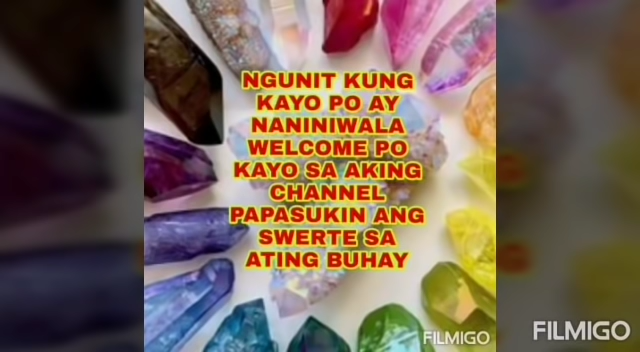 NGUNIT KUNG
KAYO PO AY
NANINIWALA
WELCOME PO
KAYO SA AKING
CHANNEL
PAPASUKIN ANG
SWERTE SA
ATING BUHAY
FILMIGO
FILMIGO